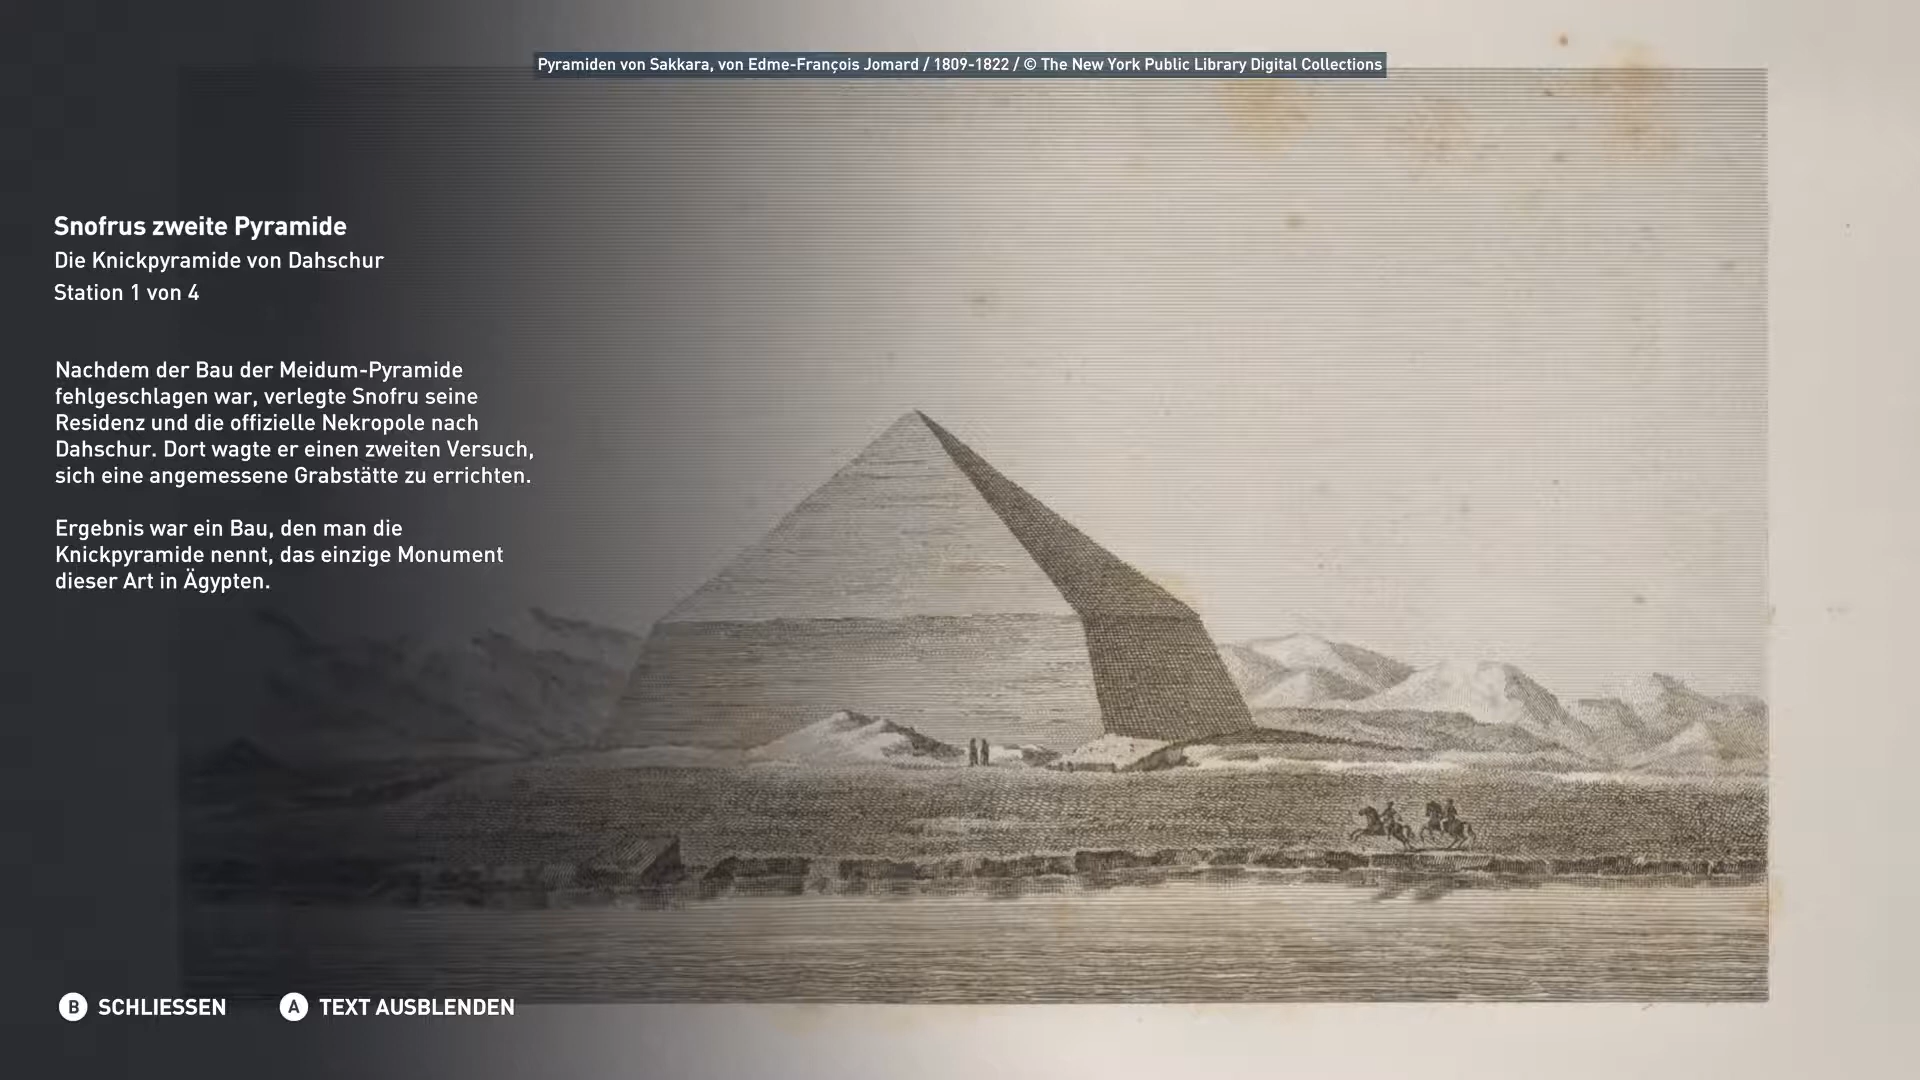 Pyramiden von Sakkara, von Edme-François Jomard / 1809-1822 / © The New York Public Library Digital Collections
Snofrus zweite Pyramide
Die Knickpyramide von Dahschur
Station 1 von 4
Nachdem der Bau der Meidum-Pyramide
fehlgeschlagen war, verlegte Snofru seine
Residenz und die offizielle Nekropole nach
Dahschur. Dort wagte er einen zweiten Versuch,
sich eine angemessene Grabstätte zu errichten.
Ergebnis war ein Bau, den man die
Knickpyramide nennt, das einzige Monument
dieser Art in Ägypten.
B SCHLIESSEN A TEXT AUSBLENDEN